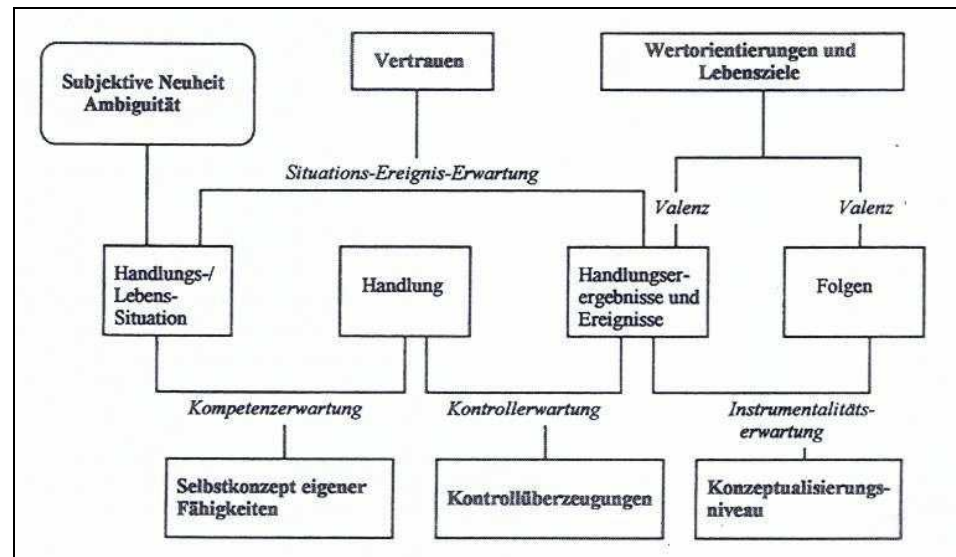 Subjektive Neuheit
Ambiguität
Vertrauen
Wertorientierungen und
Lebensziele
Situations-Ereignis-Erwartung
Valenz
Valenz
Handlungs-/
Lebens-
Situation
Handlung
Handlungser-
ergebnisse und
Ereignisse
Folgen
Kompetenzerwartung
Kontrollerwartung
Instrumentalitäts-
erwartung
Selbstkonzept eigener
Fähigkeiten
Kontrollüberzeugungen
Konzeptualisierungs-
niveau